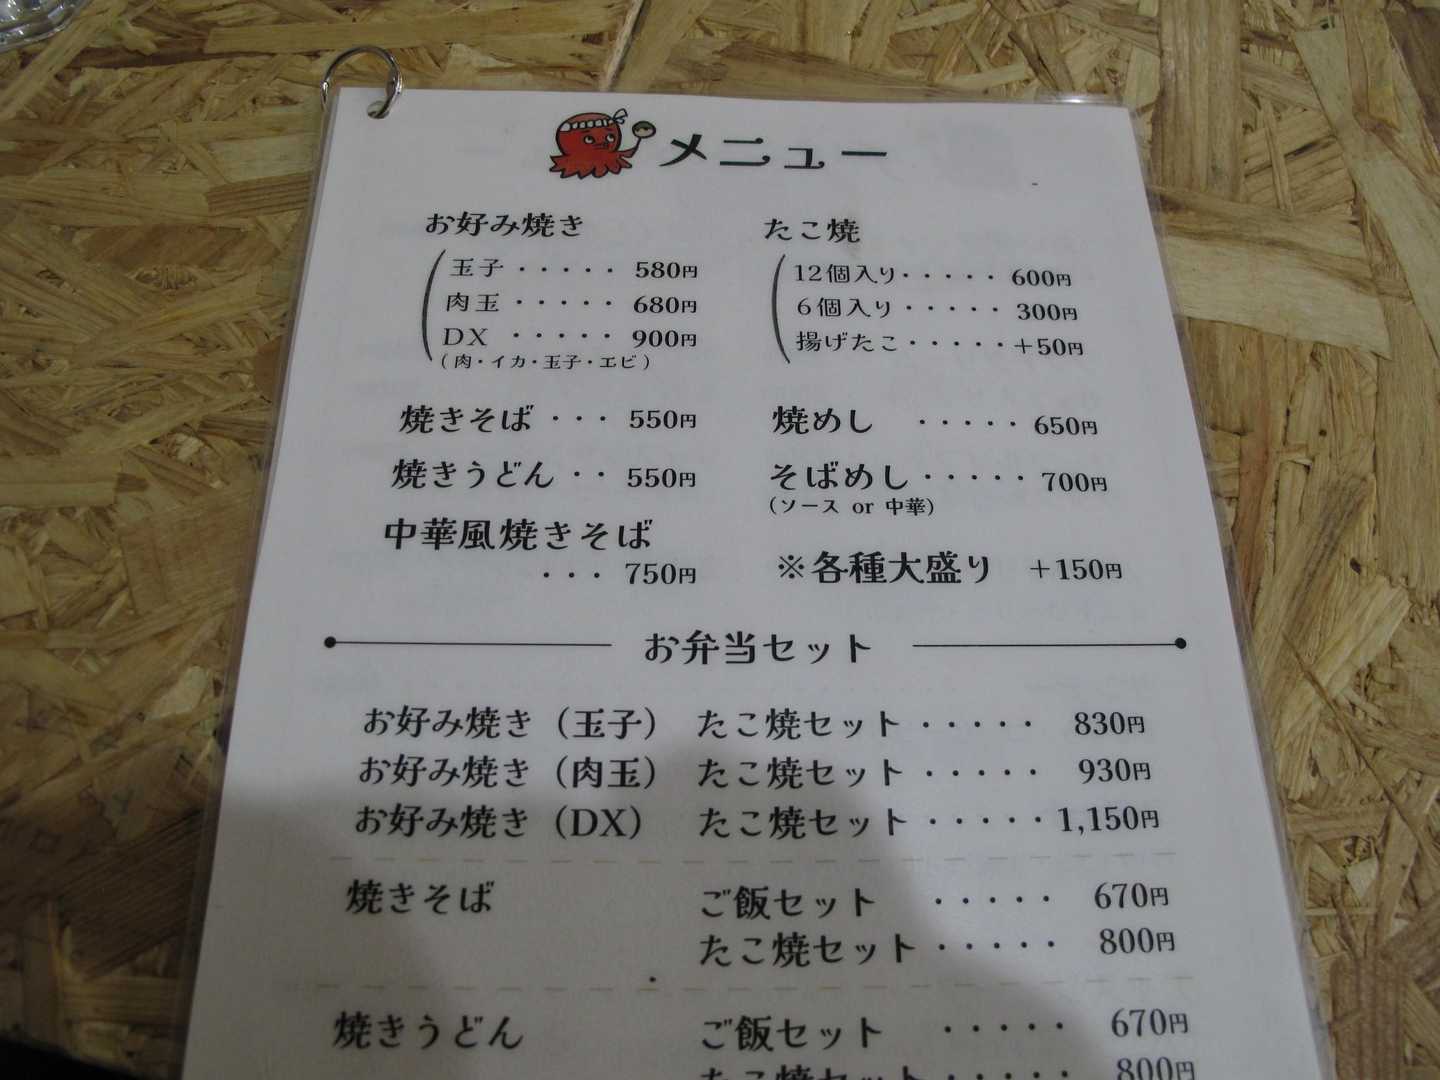 メニュー
お好み焼き
玉子・・・・・580円
肉玉・・・・・680円
DX・・・・・900円
(肉・イカ・玉子・エビ)
焼きそば・・・550円
焼きうどん・・550円
中華風焼きそば
・・・750円
たこ焼
12個入り・・・・・600円
6個入り・・・・・300円
揚げたこ・・・・・+50円
焼めし・・・・・650円
そばめし・・・・・700円
(ソース or 中華)
※各種大盛り +150円
お弁当セット
お好み焼き(玉子) たこ焼セット・・・・・830円
お好み焼き(肉玉) たこ焼セット・・・・・930円
お好み焼き(DX) たこ焼セット・・・・・1,150円
焼きそば ご飯セット・・・・・670円
たこ焼セット・・・・・800円
焼きうどん ご飯セット・・・・・670円
たこ焼セット・・・・・800円